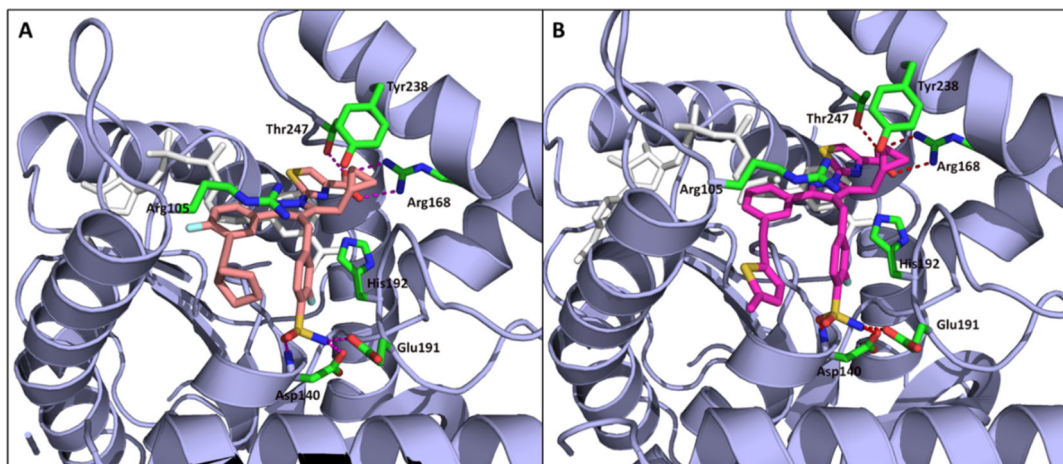 A
Tyr238
Thr247
Arg105
Arg168
His192
Glu191
Asp140
B
Tyr238
Thr247
Arg168
Arg105
His192
Glu191
Asp140